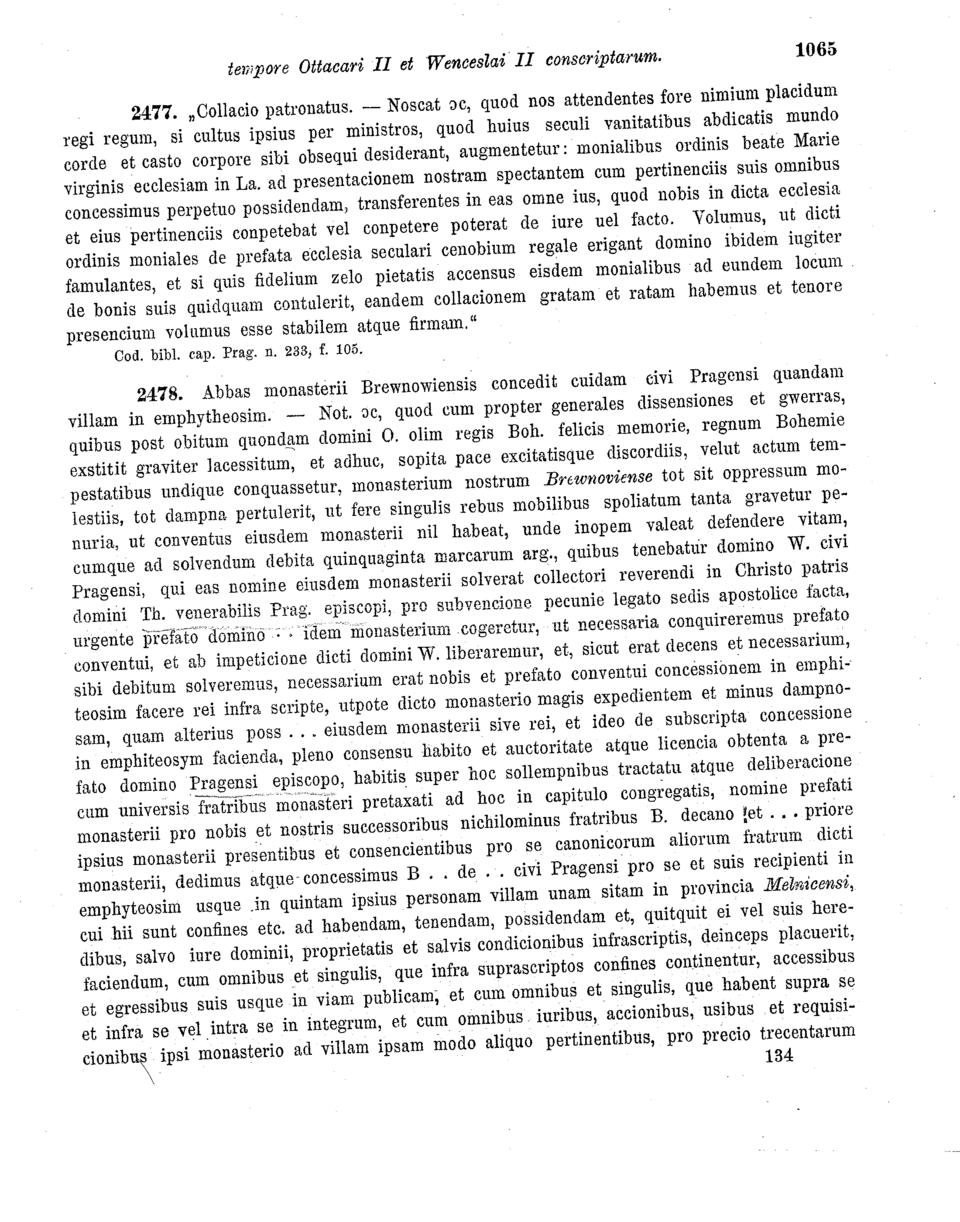 tempore Ottacari II et Wenceslai II conscriptarum. 1065
2477. „Collacio patronatus. — Noscat ɔc, quod nos attendentes fore nimium placidum
regi regum, si cultus ipsius per ministros, quod huius seculi vanitatibus abdicatis mundo
corde et casto corpore sibi obsequi desiderant, augmentetur: monialibus ordinis beate Marie
virginis ecclesiam in La. ad presentacionem nostram spectantem cum pertinenciis suis omnibus
concessimus perpetuo possidendam, transferentes in eas omne ius, quod nobis in dicta ecclesia
et eius pertinenciis conpetebat vel conpetere poterat de iure uel facto. Volumus, ut dicti
ordinis moniales de prefata ecclesia seculari cenobium regale erigant domino ibidem iugiter
famulantes, et si quis fidelium zelo pietatis accensus eisdem monialibus ad eundem locum
de bonis suis quidquam contulerit, eandem collacionem gratam et ratam habemus et tenore
presencium volumus esse stabilem atque firmam.“
Cod. bibl. cap. Prag. n. 233, f. 105.
2478. Abbas monasterii Brewnowiensis concedit cuidam civi Pragensi quandam
villam in emphytheosim. — Not. ɔc, quod cum propter generales dissensiones et gwerras,
quibus post obitum quondam domini O. olim regis Boh. felicis memorie, regnum Bohemie
exstitit graviter lacessitum, et adhuc, sopita pace excitatisque discordiis, velut actum tem-
pestatibus undique conquassetur, monasterium nostrum Brewnoviense tot sit oppressum mo-
lestiis, tot dampna pertulerit, ut fere singulis rebus mobilibus spoliatum tanta gravetur pe-
nuria, ut conventus eiusdem monasterii nil habeat, unde inopem valeat defendere vitam,
cumque ad solvendum debita quinquaginta marcarum arg., quibus tenebatur domino W. civi
Pragensi, qui eas nomine eiusdem monasterii solverat collectori reverendi in Christo patris
domini Th. venerabilis Prag. episcopi, pro subvencione pecunie legato sedis apostolice facta,
urgente prefato domino . . idem monasterium cogeretur, ut necessaria conquireremus prefato
conventui, et ab impeticione dicti domini W. liberaremur, et, sicut erat decens et necessarium,
sibi debitum solveremus, necessarium erat nobis et prefato conventui concessionem in emphi-
teosim facere rei infra scripte, utpote dicto monasterio magis expedientem et minus dampno-
sam, quam alterius poss . . . eiusdem monasterii sive rei, et ideo de subscripta concessione
in emphiteosym facienda, pleno consensu habito et auctoritate atque licencia obtenta a pre-
fato domino Pragensi episcopo, habitis super hoc sollempnibus tractatu atque deliberacione
cum universis fratribus monasteri pretaxati ad hoc in capitulo congregatis, nomine prefati
monasterii pro nobis et nostris successoribus nichilominus fratribus B. decano et . . . priore
ipsius monasterii presentibus et consencientibus pro se canonicorum aliorum fratrum dicti
monasterii, dedimus atque concessimus B . . de . . civi Pragensi pro se et suis recipienti in
emphyteosim usque in quintam ipsius personam villam unam sitam in provincia Melnicensi,
cui hii sunt confines etc. ad habendam, tenendam, possidendam et, quitquit ei vel suis here-
dibus, salvo iure dominii, proprietatis et salvis condicionibus infrascriptis, deinceps placuerit,
faciendum, cum omnibus et singulis, que infra suprascriptos confines continentur, accessibus
et egressibus suis usque in viam publicam, et cum omnibus et singulis, que habent supra se
et infra se vel intra se in integrum, et cum omnibus iuribus, accionibus, usibus et requisi-
cionibus ipsi monasterio ad villam ipsam modo aliquo pertinentibus, pro precio trecentarum
134